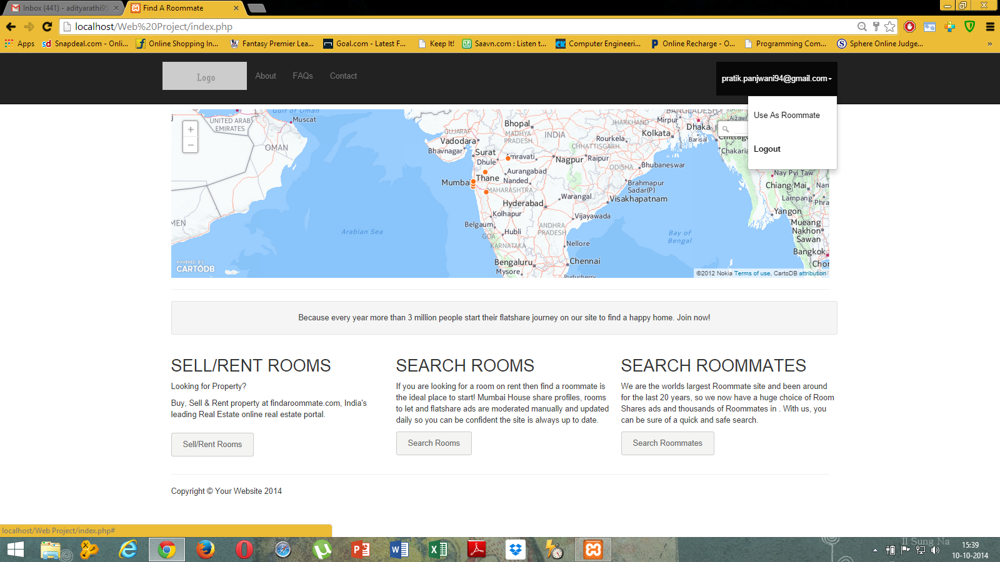 Inbox (441) - adityarathi95
Find A Roommate
localhost/Web%20Project/index.php
Apps
Snapdeal.com - Onli...
Online Shopping In...
Fantasy Premier Lea...
Goal.com - Latest F...
Keep It!
Saavn.com : Listen t...
Computer Engineeri...
Online Recharge - O...
Programming Com...
Sphere Online Judge...
»
Logo
About
FAQs
Contact
pratik.panjwani94@gmail.com
Use As Roommate
Logout
+
−
Gulf of Oman
UNITED ARAB
EMIRATES
Muscat
OMAN
MEN
Arabian Sea
GUJARAT
Vadodara
Bhavnagar
Surat
Dhule
Bhopal
MADHYA
PRADESH
INDIA
JHARKHAND
Rourkela
CHHATTISGARH
Amravati
Nagpur
Raipur
Aurangabad
Nanded
Mumbai
Thane
MAHARASHTRA
ODISHA
Bhubaneswar
Brahmapur
Sadar(P)
Visakhapatnam
Hyderabad
Warangal
Kolhapur
Vijayawada
Belgaum
Hubli
GOA
KARNATAKA
ANDHRA
PRADESH
Nellore
Bengaluru
Chennai
Mysore
Puducherry
Bay of
Bengal
BANGLADESH
Mirpur
Kolkata
Dhaka
Barisal
Aizawl
Chittago
Chakaria
Nay Pyi Taw
Chiang Mai
Nan
Lampang
Phra
Yangon
Mueang
Nakhon
Sawan
Bangkok
Chor
POWERED BY
CARTODB
©2012 Nokia Terms of use, CartoDB attribution
Because every year more than 3 million people start their flatshare journey on our site to find a happy home. Join now!
SELL/RENT ROOMS
Looking for Property?
Buy, Sell & Rent property at findaroommate.com, India's
leading Real Estate online real estate portal.
Sell/Rent Rooms
SEARCH ROOMS
If you are looking for a room on rent then find a roommate is
the ideal place to start! Mumbai House share profiles, rooms
to let and flatshare ads are moderated manually and updated
daily so you can be confident the site is always up to date.
Search Rooms
SEARCH ROOMMATES
We are the worlds largest Roommate site and been around
for the last 20 years, so we now have a huge choice of Room
Shares ads and thousands of Roommates in . With us, you
can be sure of a quick and safe search.
Search Roommates
Copyright © Your Website 2014
localhost/Web Project/index.php#
Il Sung Na
15:39
10-10-2014